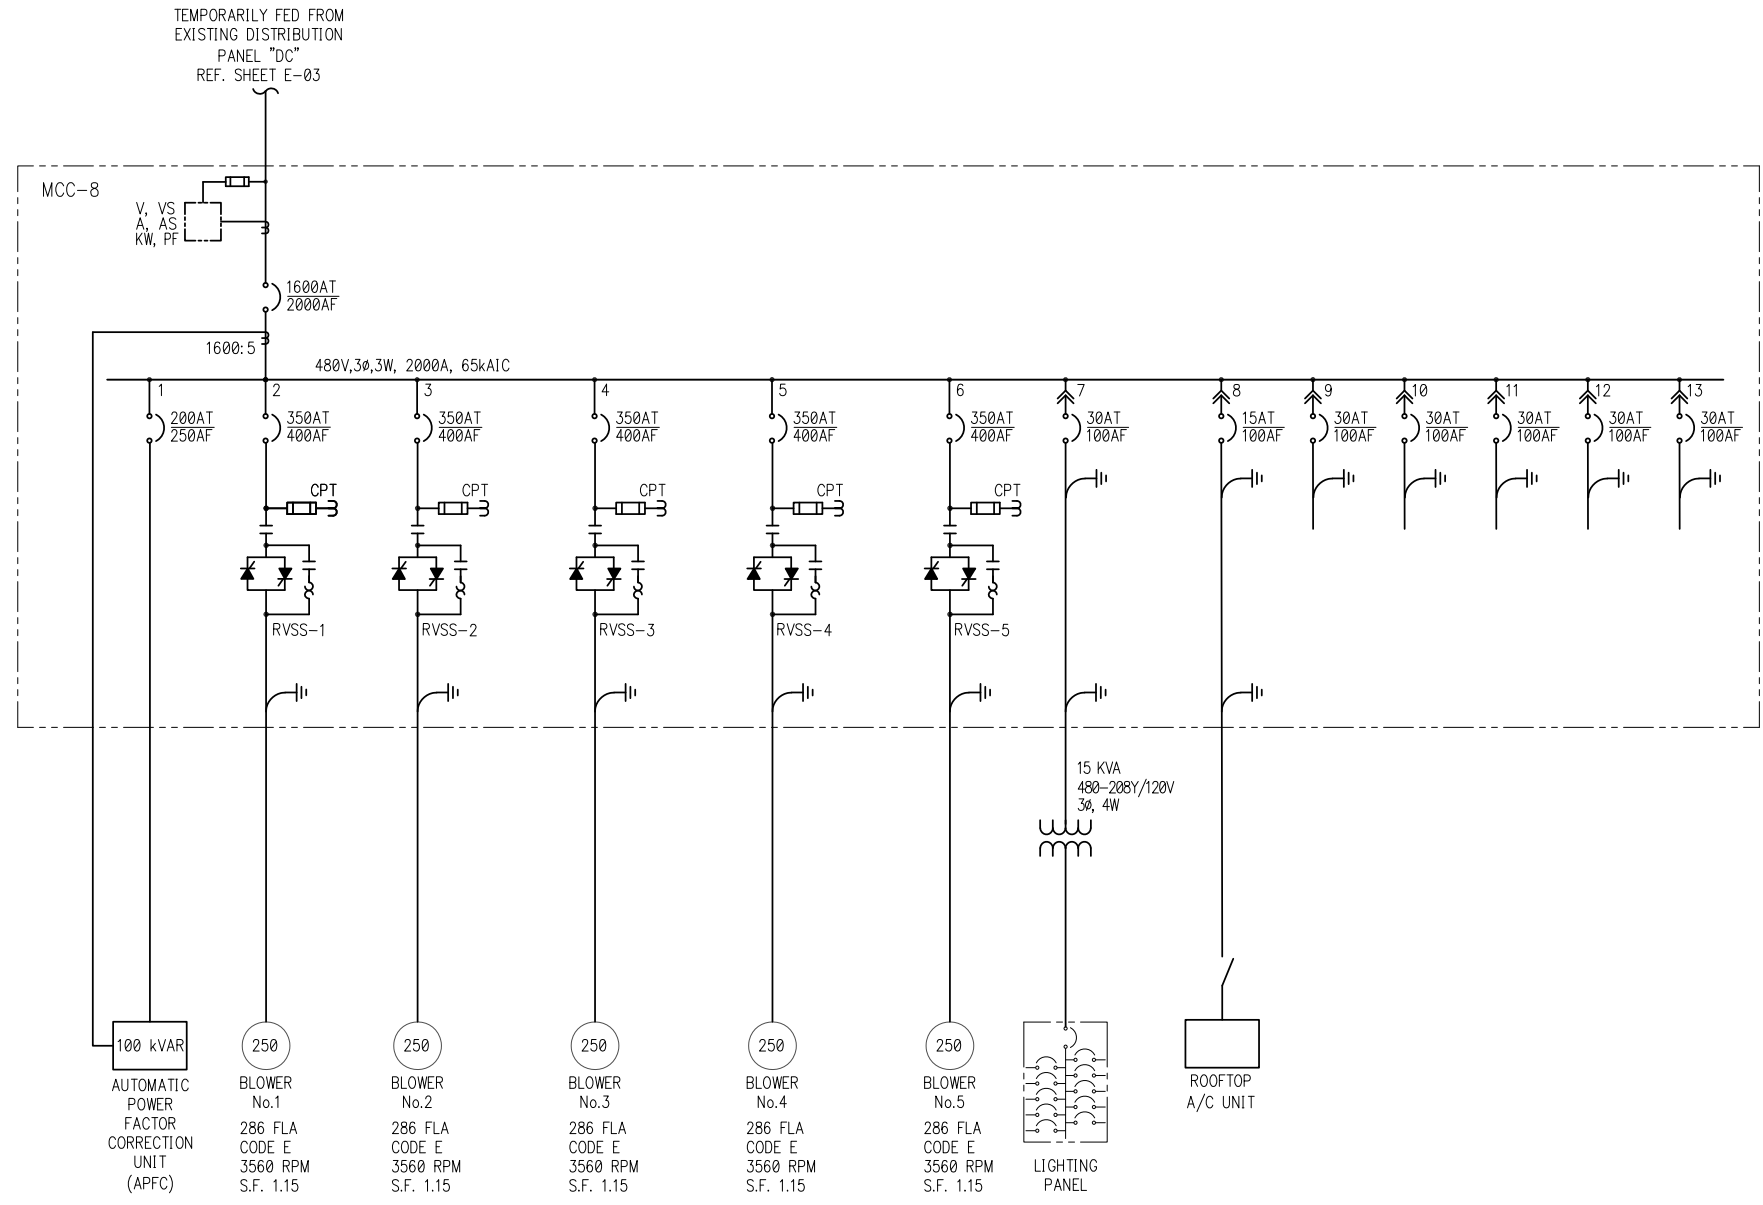 TEMPORARILY FED FROM
EXISTING DISTRIBUTION
PANEL "DC"
REF. SHEET E-03
MCC-8
V, VS
A, AS
KW, PF
1600AT
2000AF
1600:5
480V,3ø,3W, 2000A, 65kAIC
1
2
3
4
5
6
7
8
9
10
11
12
13
200AT
250AF
350AT
400AF
350AT
400AF
350AT
400AF
350AT
400AF
350AT
400AF
30AT
100AF
15AT
100AF
30AT
100AF
30AT
100AF
30AT
100AF
30AT
100AF
30AT
100AF
CPT
CPT
CPT
CPT
CPT
RVSS-1
RVSS-2
RVSS-3
RVSS-4
RVSS-5
15 KVA
480-208Y/120V
3ø, 4W
100 kVAR
250
250
250
250
250
AUTOMATIC
POWER
FACTOR
CORRECTION
UNIT
(APFC)
BLOWER
No.1
286 FLA
CODE E
3560 RPM
S.F. 1.15
BLOWER
No.2
286 FLA
CODE E
3560 RPM
S.F. 1.15
BLOWER
No.3
286 FLA
CODE E
3560 RPM
S.F. 1.15
BLOWER
No.4
286 FLA
CODE E
3560 RPM
S.F. 1.15
BLOWER
No.5
286 FLA
CODE E
3560 RPM
S.F. 1.15
LIGHTING
PANEL
ROOFTOP
A/C UNIT